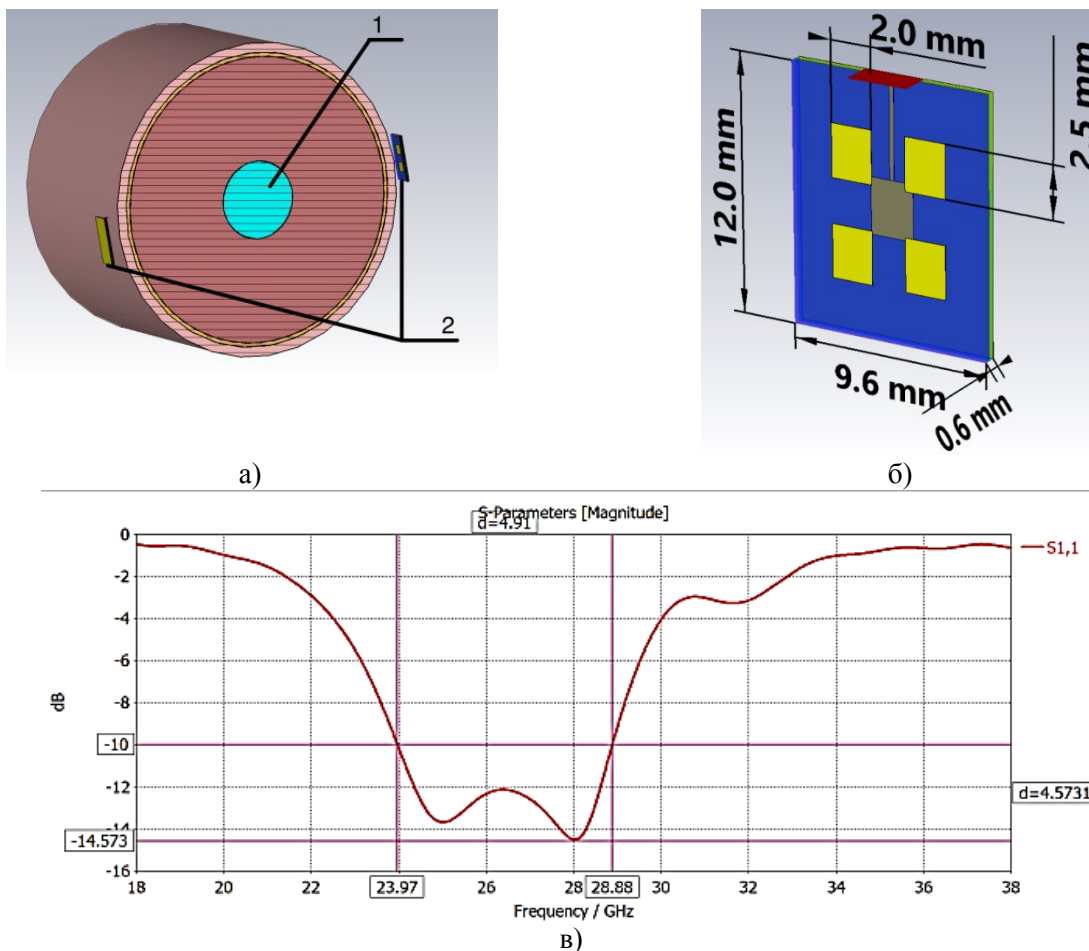 1
2
2.0 mm
2.5 mm
12.0 mm
9.6 mm
0.6 mm
а)
б)
S-Parameters [Magnitude]
d=4.91
0
-2
-4
-6
-8
-10
-12
-14
-14.573
-16
dB
S1,1
d=4.5731
18
20
22
23.97
26
28
28.88
30
32
34
36
38
Frequency / GHz
в)